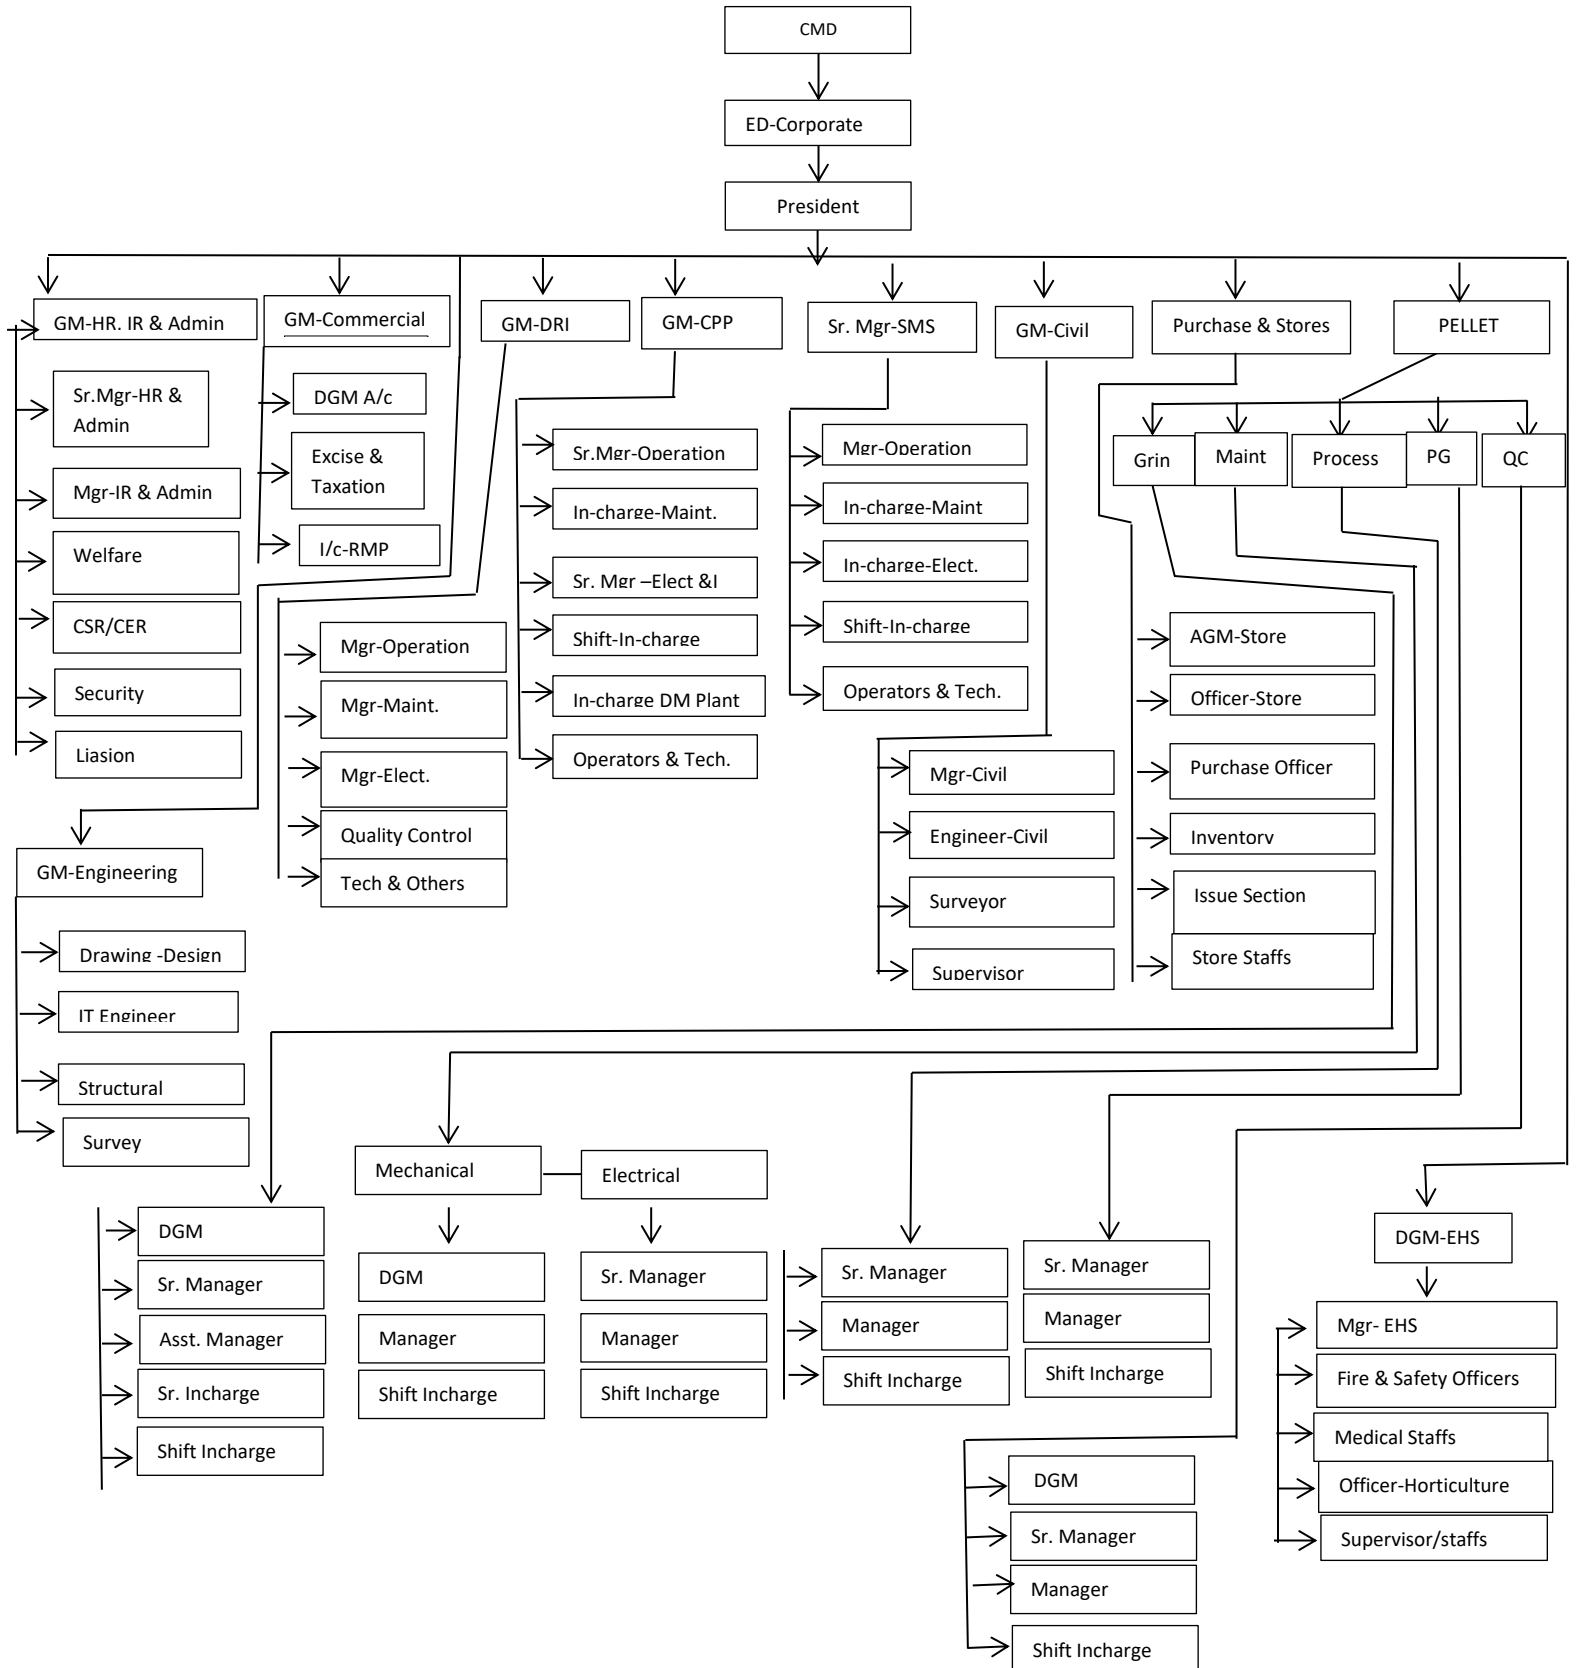 CMD
ED-Corporate
President
GM-HR. IR & Admin
GM-Commercial
GM-DRI
GM-CPP
Sr. Mgr-SMS
GM-Civil
Purchase & Stores
PELLET
Sr.Mgr-HR &
Admin
Mgr-IR & Admin
Welfare
CSR/CER
Security
Liasion
DGM A/c
Excise &
Taxation
I/c-RMP
GM-Engineering
Drawing -Design
IT Engineer
Structural
Survey
Mgr-Operation
Mgr-Maint.
Mgr-Elect.
Quality Control
Tech & Others
Sr.Mgr-Operation
In-charge-Maint.
Sr. Mgr –Elect &I
Shift-In-charge
In-charge DM Plant
Operators & Tech.
Mgr-Operation
In-charge-Maint
In-charge-Elect.
Shift-In-charge
Operators & Tech.
Mgr-Civil
Engineer-Civil
Surveyor
Supervisor
AGM-Store
Officer-Store
Purchase Officer
Inventory
Issue Section
Store Staffs
Grin
Maint
Process
PG
QC
DGM
Sr. Manager
Asst. Manager
Sr. Incharge
Shift Incharge
Mechanical
Electrical
DGM
Manager
Shift Incharge
Sr. Manager
Manager
Shift Incharge
Sr. Manager
Manager
Shift Incharge
Sr. Manager
Manager
Shift Incharge
DGM
Sr. Manager
Manager
Shift Incharge
DGM-EHS
Mgr- EHS
Fire & Safety Officers
Medical Staffs
Officer-Horticulture
Supervisor/staffs